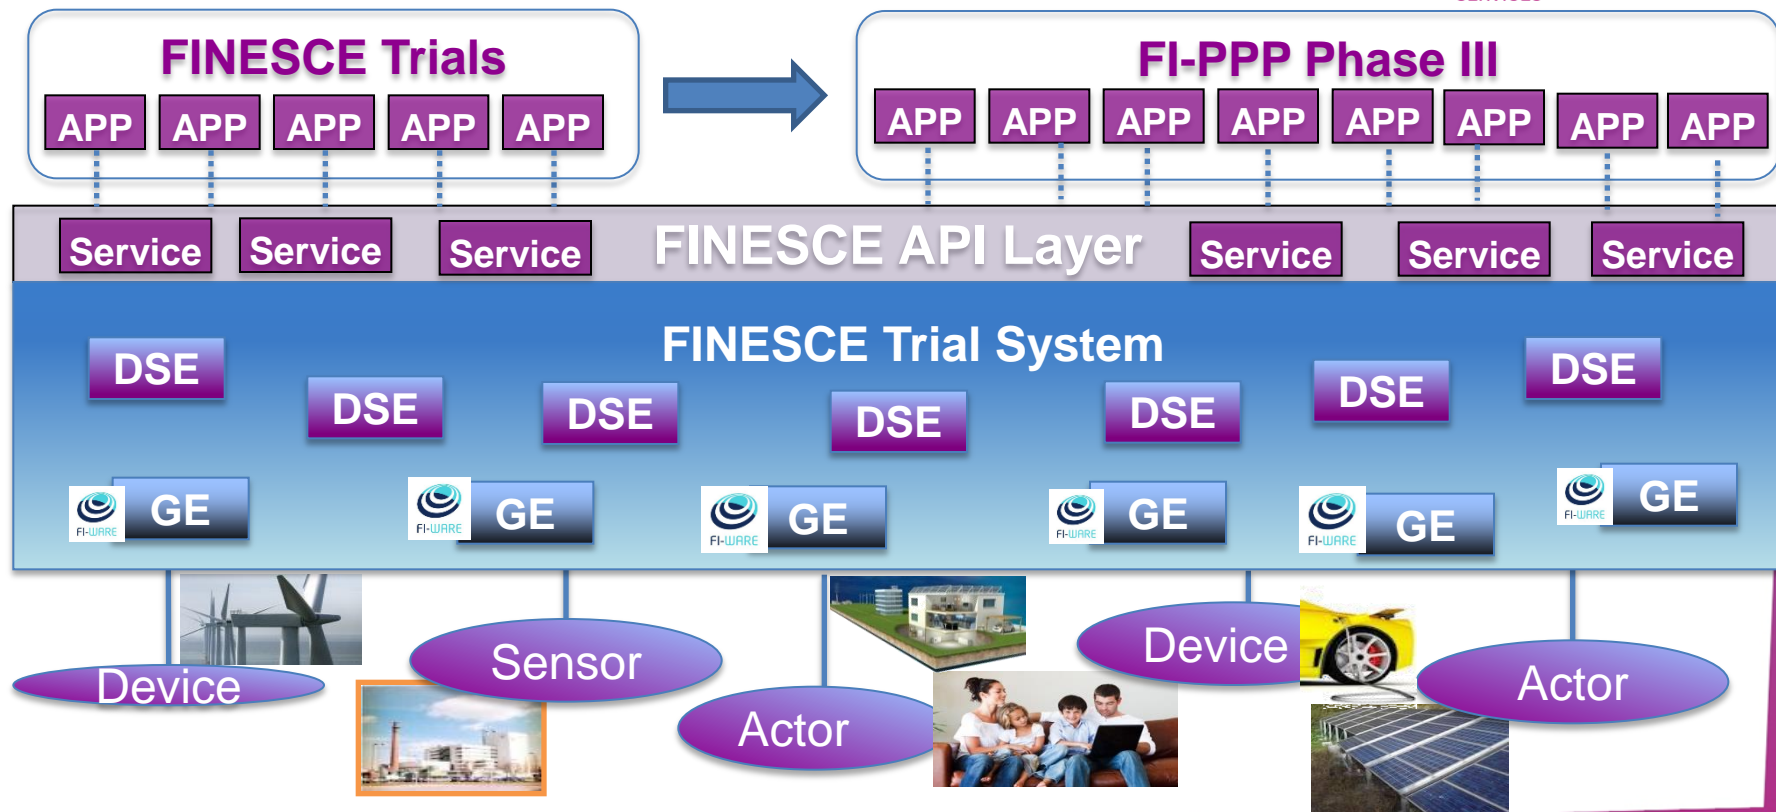 SERVICES
FINESCE Trials
FI-PPP Phase III
APP APP APP APP APP
APP APP APP APP APP APP APP APP
Service Service Service FINESCE API Layer Service Service Service
FINESCE Trial System
DSE DSE DSE DSE DSE DSE DSE
FI-WARE GE FI-WARE GE FI-WARE GE FI-WARE GE FI-WARE GE FI-WARE GE
Device Sensor Actor Device Actor